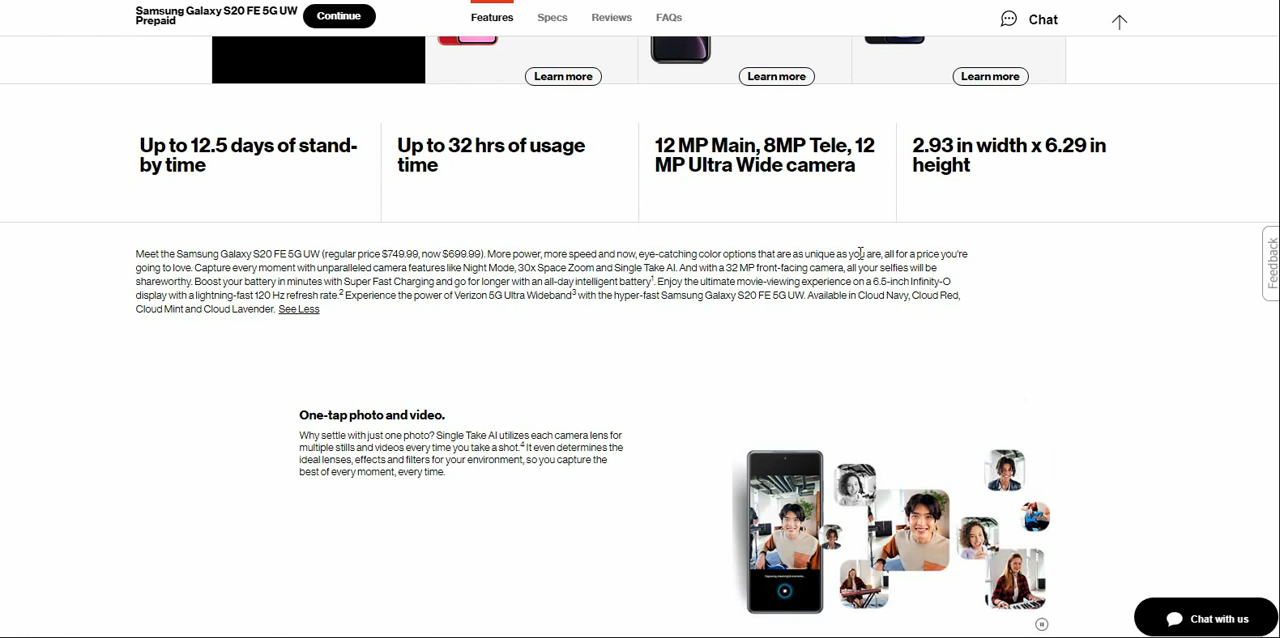 Samsung Galaxy S20 FE 5G UW
Prepaid
Continue
Features
Specs
Reviews
FAQs
Chat
Learn more
Learn more
Learn more
Up to 12.5 days of stand-
by time
Up to 32 hrs of usage
time
12 MP Main, 8MP Tele, 12
MP Ultra Wide camera
2.93 in width x 6.29 in
height
Feedback
Meet the Samsung Galaxy S20 FE 5G UW (regular price $749.99, now $699.99). More power, more speed and now, eye-catching color options that are as unique as you are, all for a price you're
going to love. Capture every moment with unparalleled camera features like Night Mode, 30x Space Zoom and Single Take AI. And with a 32 MP front-facing camera, all your selfies will be
shareworthy. Boost your battery in minutes with Super Fast Charging and go for longer with an all-day intelligent battery¹. Enjoy the ultimate movie-viewing experience on a 6.5-inch Infinity-O
display with a lightning-fast 120 Hz refresh rate.² Experience the power of Verizon 5G Ultra Wideband³ with the hyper-fast Samsung Galaxy S20 FE 5G UW. Available in Cloud Navy, Cloud Red,
Cloud Mint and Cloud Lavender. See Less
One-tap photo and video.
Why settle with just one photo? Single Take AI utilizes each camera lens for
multiple stills and videos every time you take a shot.⁴ It even determines the
ideal lenses, effects and filters for your environment, so you capture the
best of every moment, every time.
Chat with us